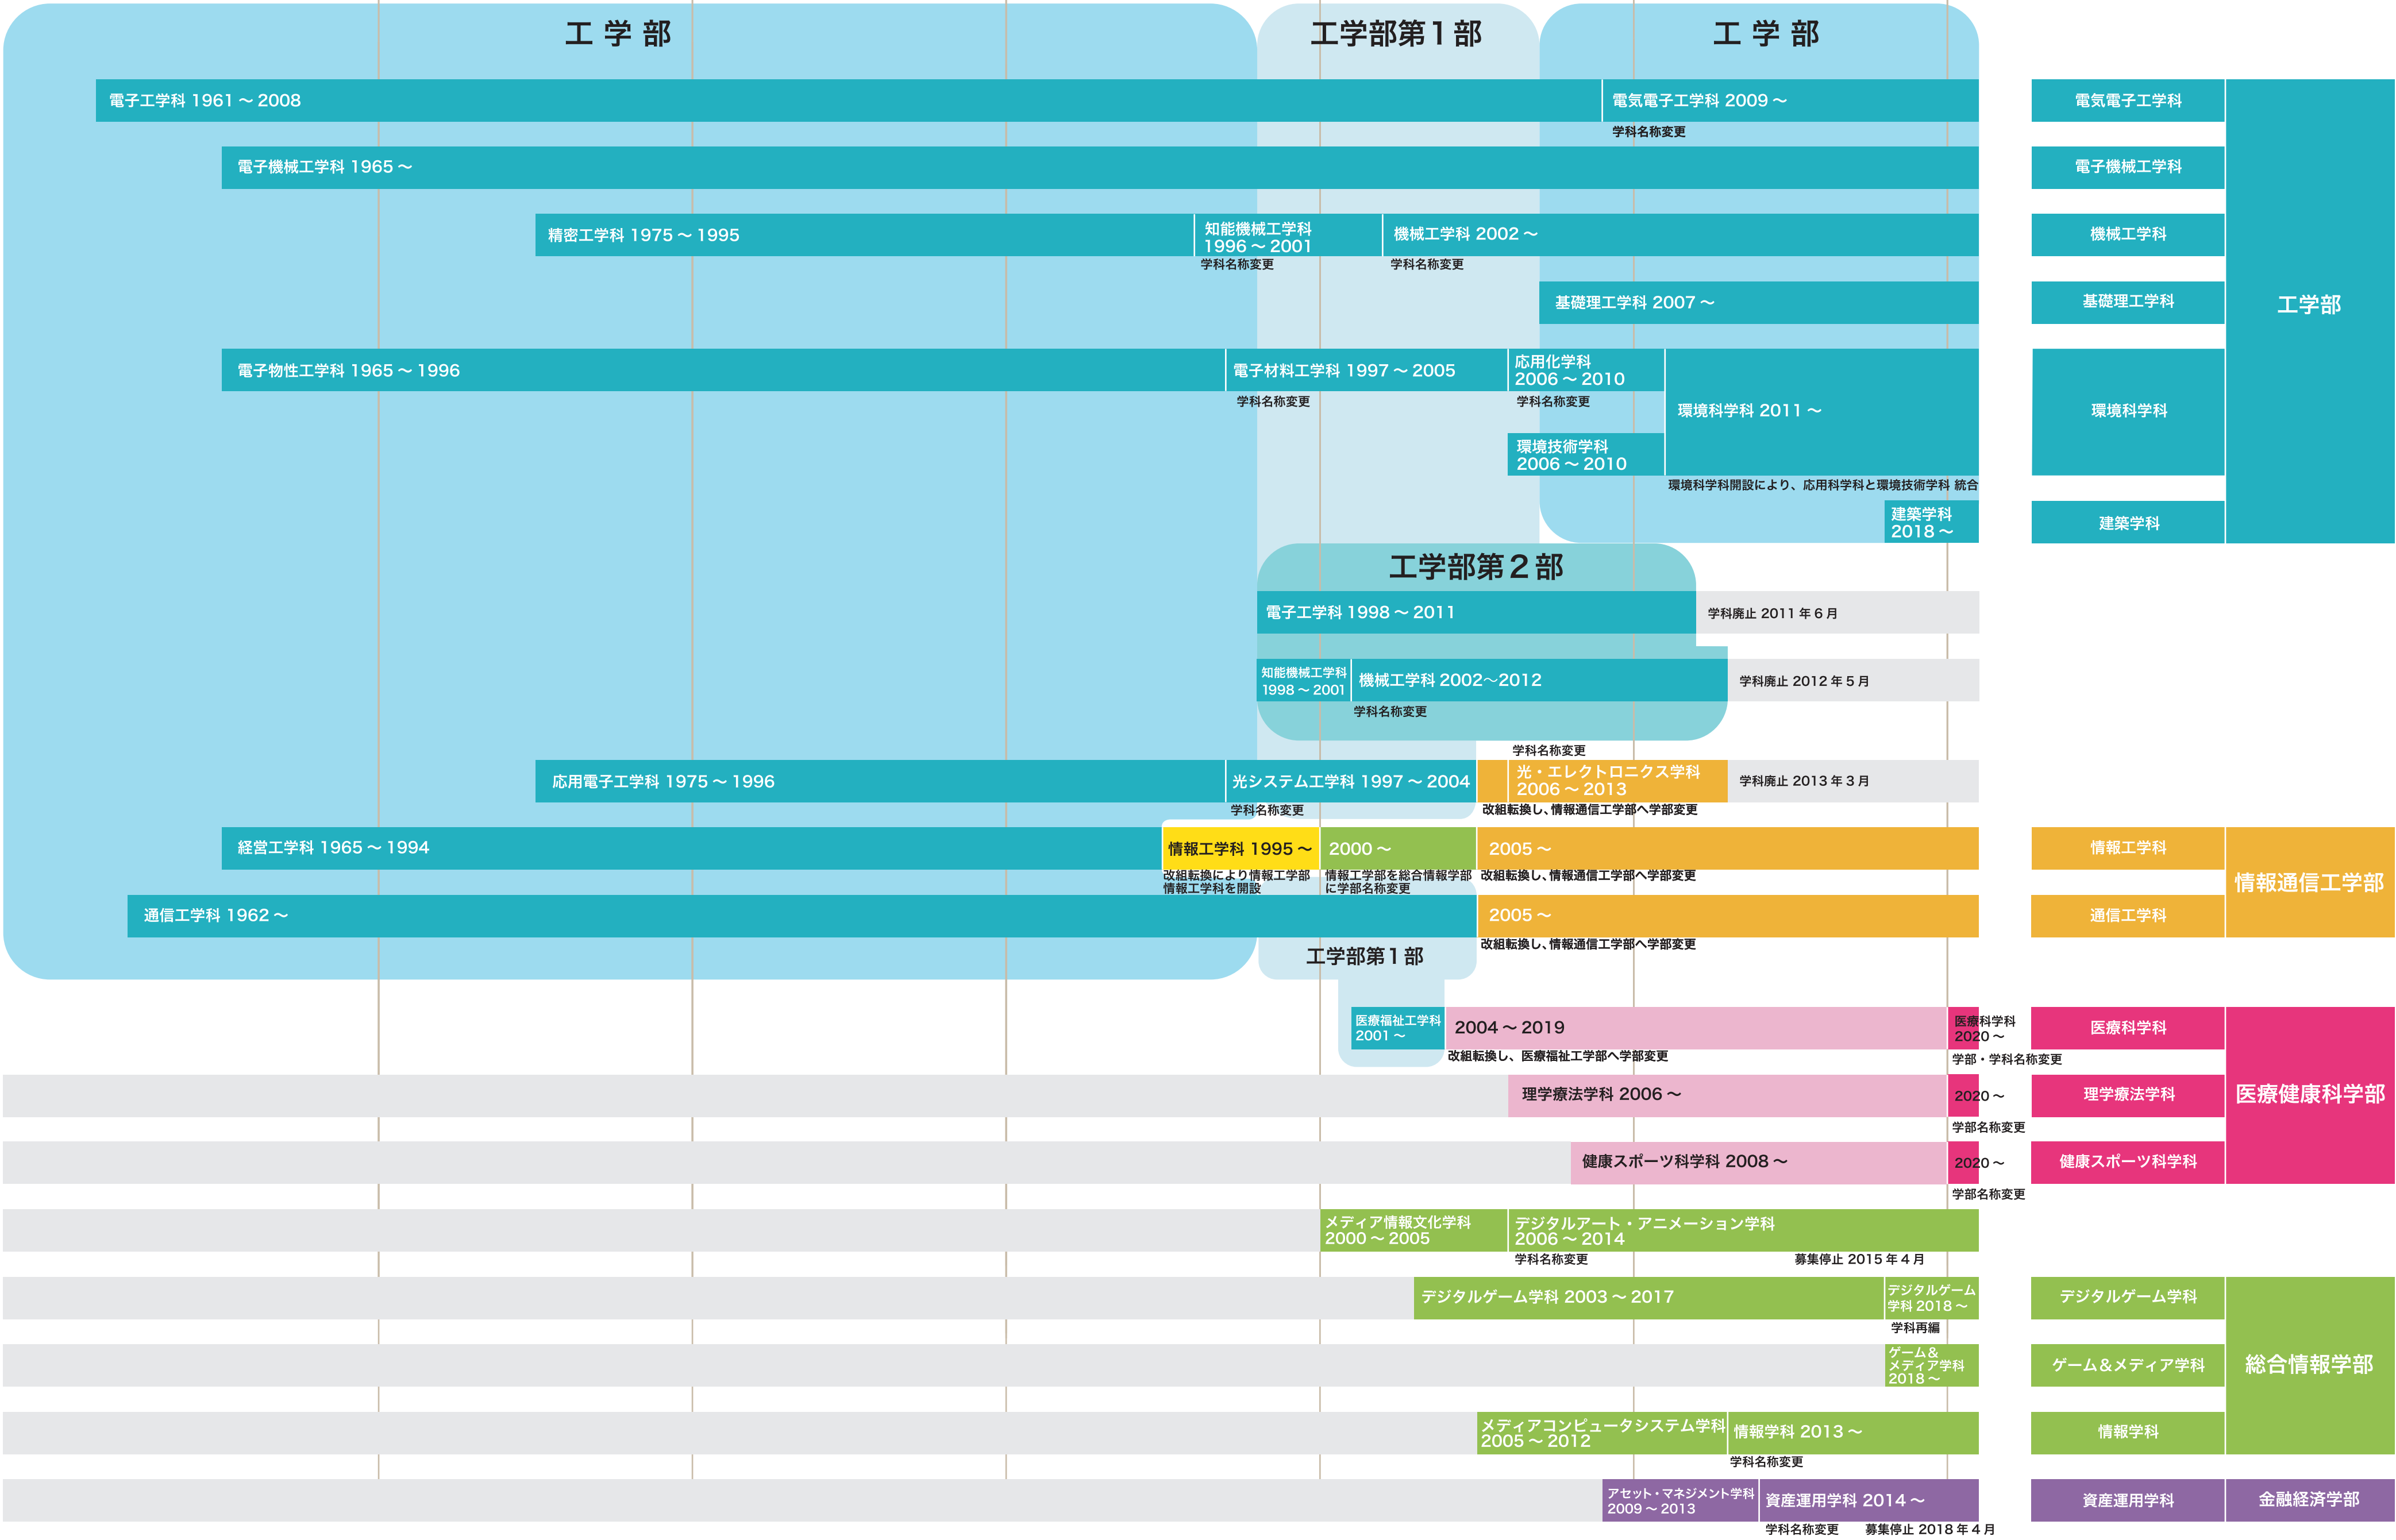 工学部
工学部第1部
工学部
電子工学科 1961～2008
電気電子工学科 2009～
電気電子工学科
学科名称変更
電子機械工学科 1965～
電子機械工学科
精密工学科 1975～1995
知能機械工学科
1996～2001
機械工学科 2002～
機械工学科
学科名称変更
学科名称変更
基礎理工学科 2007～
基礎理工学科
工学部
電子物性工学科 1965～1996
電子材料工学科 1997～2005
応用化学科
2006～2010
学科名称変更
学科名称変更
環境科学科 2011～
環境科学科
環境技術学科
2006～2010
環境科学科開設により、応用科学科と環境技術学科 統合
建築学科
2018～
建築学科
工学部第2部
電子工学科 1998～2011
学科廃止 2011年6月
知能機械工学科
1998～2001
機械工学科 2002～2012
学科廃止 2012年5月
学科名称変更
学科名称変更
応用電子工学科 1975～1996
光システム工学科 1997～2004
光・エレクトロニクス学科
2006～2013
学科廃止 2013年3月
学科名称変更
改組転換し、情報通信工学部へ学部変更
経営工学科 1965～1994
情報工学科 1995～
2000～
2005～
情報工学科
改組転換により情報工学部
情報工学科を開設
情報工学部を総合情報学部
に学部名称変更
改組転換し、情報通信工学部へ学部変更
情報通信工学部
通信工学科 1962～
2005～
通信工学科
改組転換し、情報通信工学部へ学部変更
工学部第1部
医療福祉工学科
2001～
2004～2019
医療科学科
2020～
医療科学科
改組転換し、医療福祉工学部へ学部変更
学部・学科名称変更
理学療法学科 2006～
2020～
理学療法学科
医療健康科学部
学部名称変更
健康スポーツ科学科 2008～
2020～
健康スポーツ科学科
学部名称変更
メディア情報文化学科
2000～2005
デジタルアート・アニメーション学科
2006～2014
学科名称変更
募集停止 2015年4月
デジタルゲーム学科 2003～2017
デジタルゲーム
学科 2018～
デジタルゲーム学科
学科再編
ゲーム＆
メディア学科
2018～
ゲーム＆メディア学科
総合情報学部
メディアコンピュータシステム学科
2005～2012
情報学科 2013～
情報学科
学科名称変更
アセット・マネジメント学科
2009～2013
資産運用学科 2014～
資産運用学科
金融経済学部
学科名称変更
募集停止 2018年4月